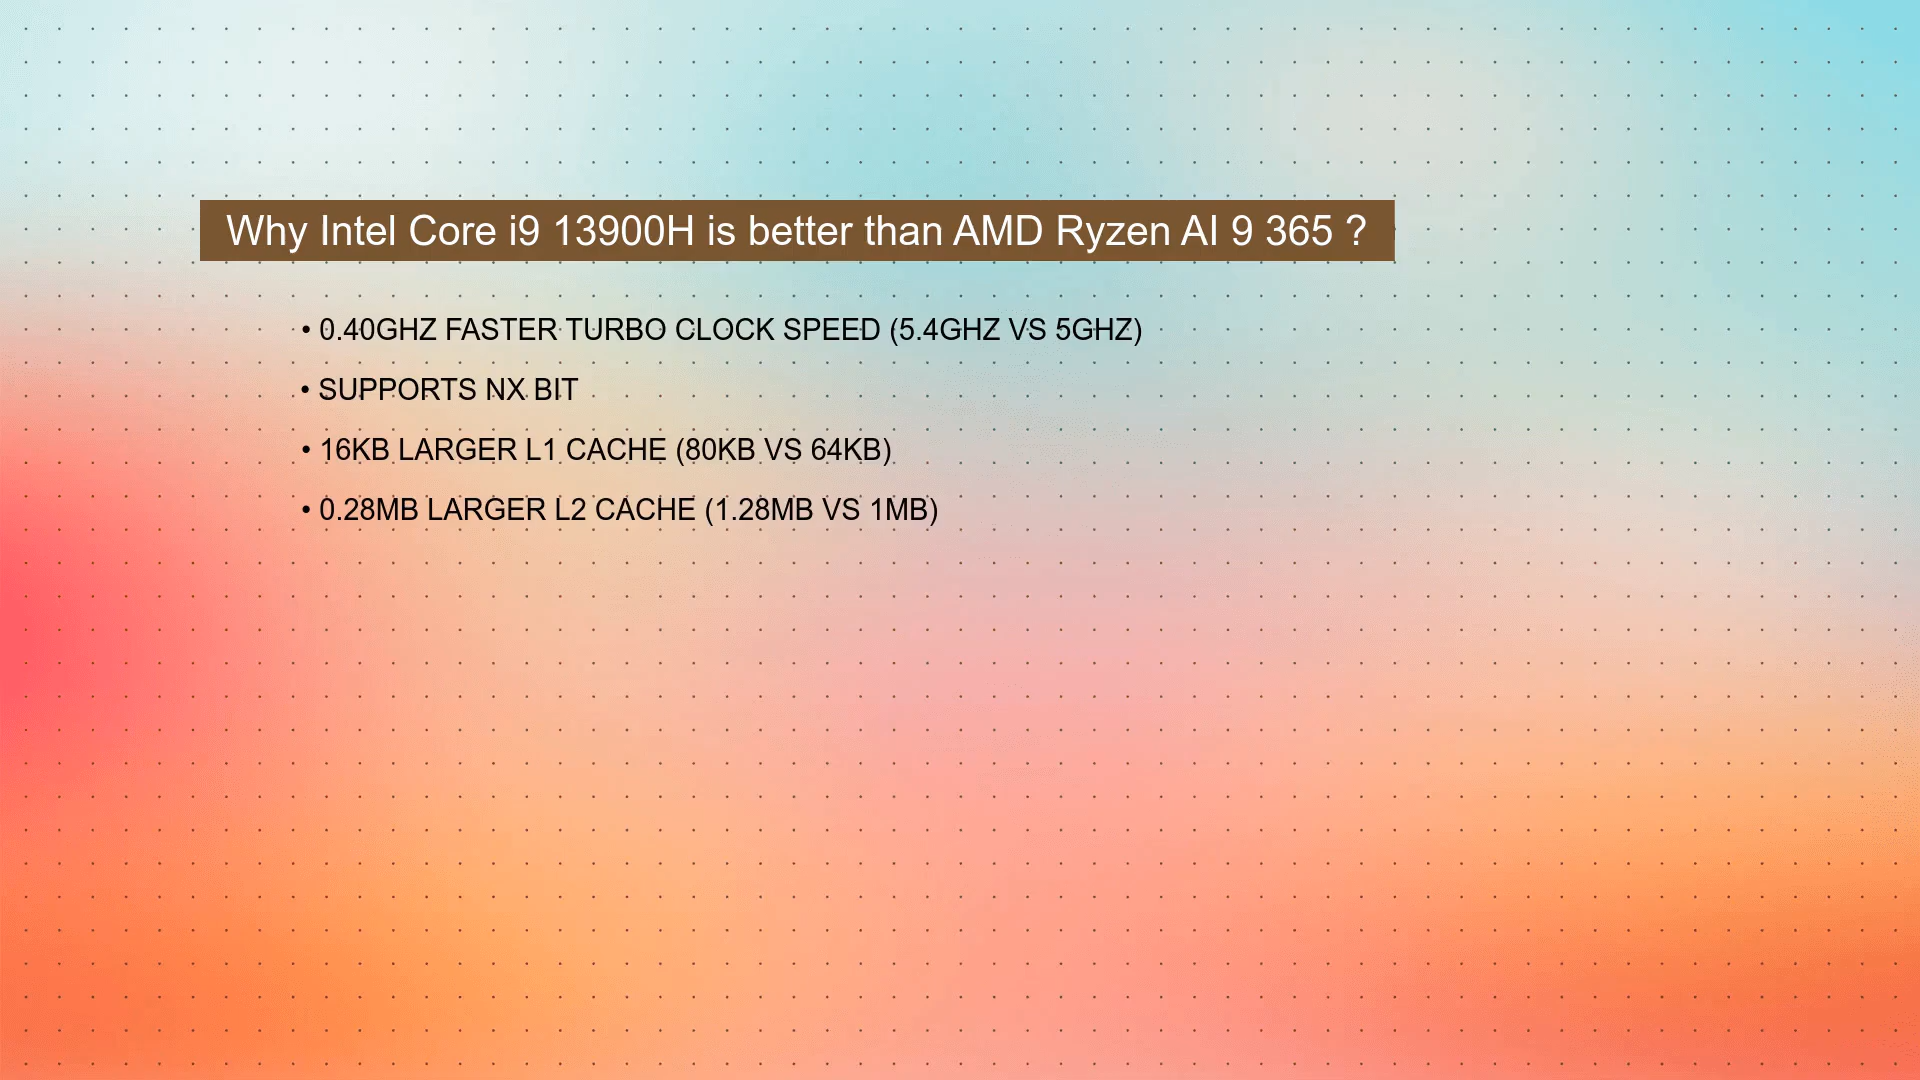 Why Intel Core i9 13900H is better than AMD Ryzen AI 9 365 ?
• 0.40GHZ FASTER TURBO CLOCK SPEED (5.4GHZ VS 5GHZ)
• SUPPORTS NX BIT
• 16KB LARGER L1 CACHE (80KB VS 64KB)
• 0.28MB LARGER L2 CACHE (1.28MB VS 1MB)